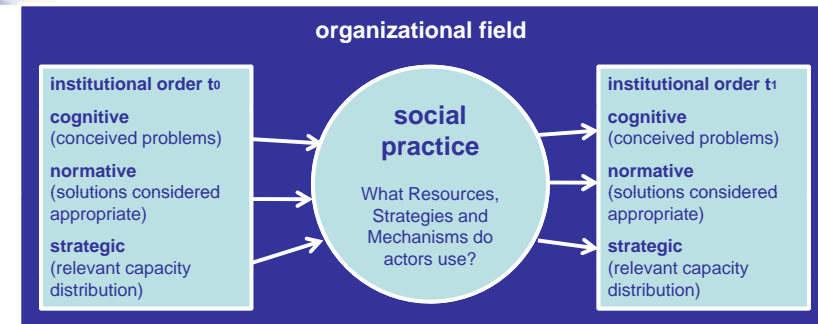 organizational field
institutional order t0
cognitive
(conceived problems)
normative
(solutions considered
appropriate)
strategic
(relevant capacity
distribution)
social
practice
What Resources,
Strategies and
Mechanisms do
actors use?
institutional order t1
cognitive
(conceived problems)
normative
(solutions considered
appropriate)
strategic
(relevant capacity
distribution)